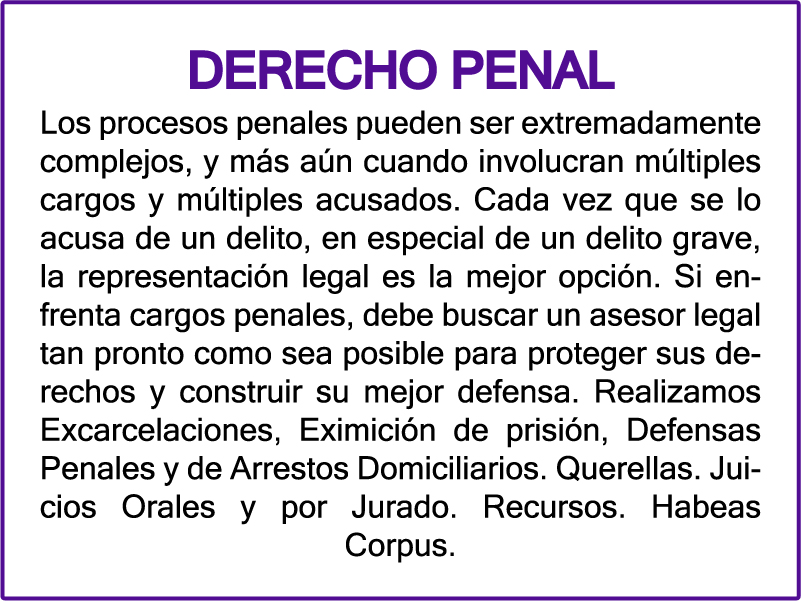 DERECHO PENAL
Los procesos penales pueden ser extremadamente
complejos, y más aún cuando involucran múltiples
cargos y múltiples acusados. Cada vez que se lo
acusa de un delito, en especial de un delito grave,
la representación legal es la mejor opción. Si en-
frenta cargos penales, debe buscar un asesor legal
tan pronto como sea posible para proteger sus de-
rechos y construir su mejor defensa. Realizamos
Excarcelaciones, Eximición de prisión, Defensas
Penales y de Arrestos Domiciliarios. Querellas. Jui-
cios Orales y por Jurado. Recursos. Habeas
Corpus.